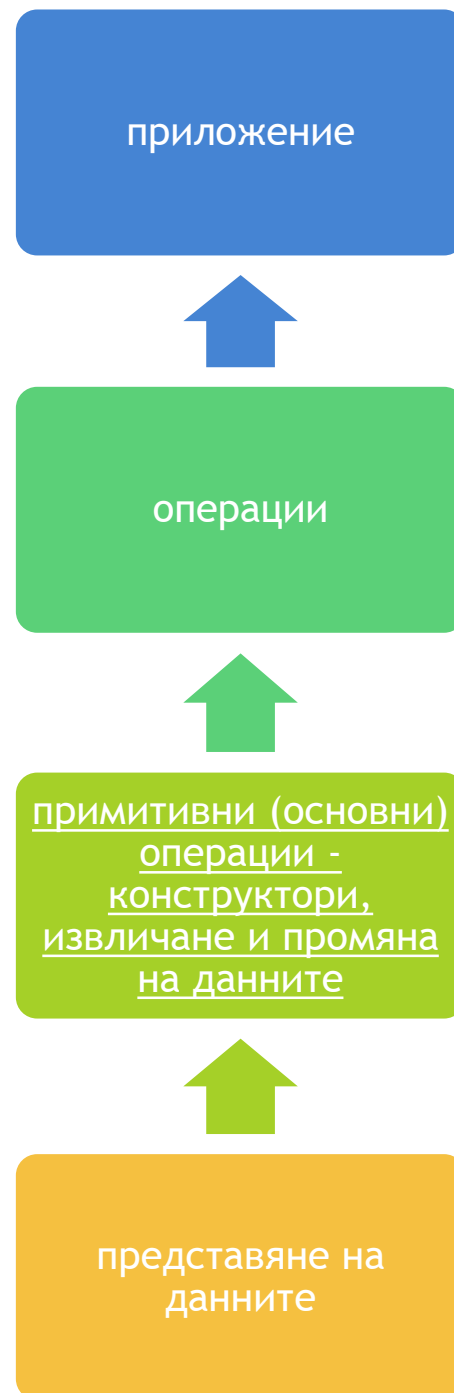 приложение
операции
примитивни (основни)
операции -
конструктори,
извличане и промяна
на данните
представяне на
данните